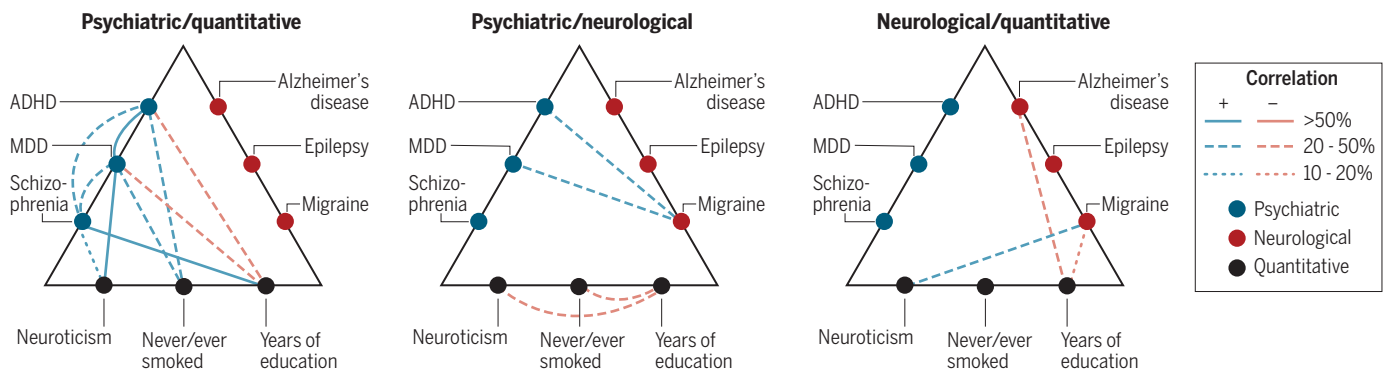 Psychiatric/quantitative
ADHD
MDD
Schizo-
phrenia
Alzheimer's
disease
Epilepsy
Migraine
Neuroticism
Never/ever
smoked
Years of
education
Psychiatric/neurological
ADHD
MDD
Schizo-
phrenia
Alzheimer's
disease
Epilepsy
Migraine
Neuroticism
Never/ever
smoked
Years of
education
Neurological/quantitative
ADHD
MDD
Schizo-
phrenia
Alzheimer's
disease
Epilepsy
Migraine
Neuroticism
Never/ever
smoked
Years of
education
Correlation
+ −
>50%
20 - 50%
10 - 20%
Psychiatric
Neurological
Quantitative